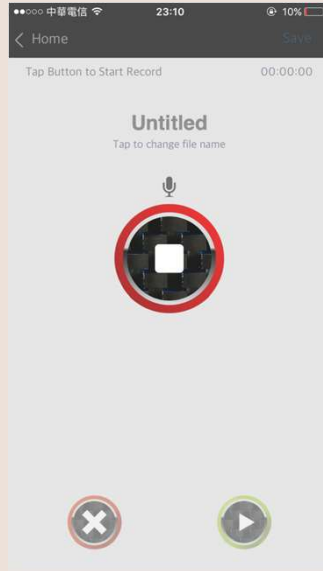 中華電信 23:10 10%
Home Save
Tap Button to Start Record 00:00:00
Untitled
Tap to change file name